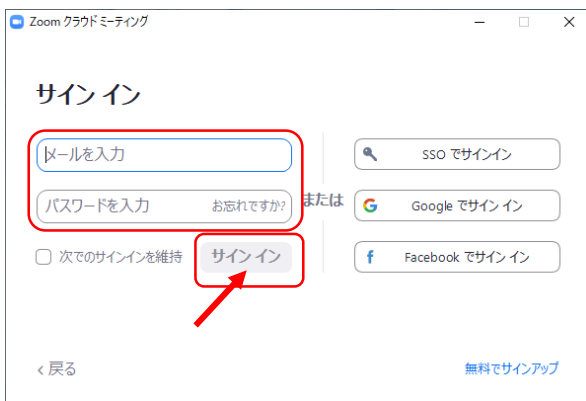 Zoom クラウドミーティング
サイン イン
メールを入力
パスワードを入力 お忘れですか?
次でのサインインを維持 サイン イン
または
SSO でサインイン
Google でサイン イン
Facebook でサイン イン
< 戻る
無料でサインアップ